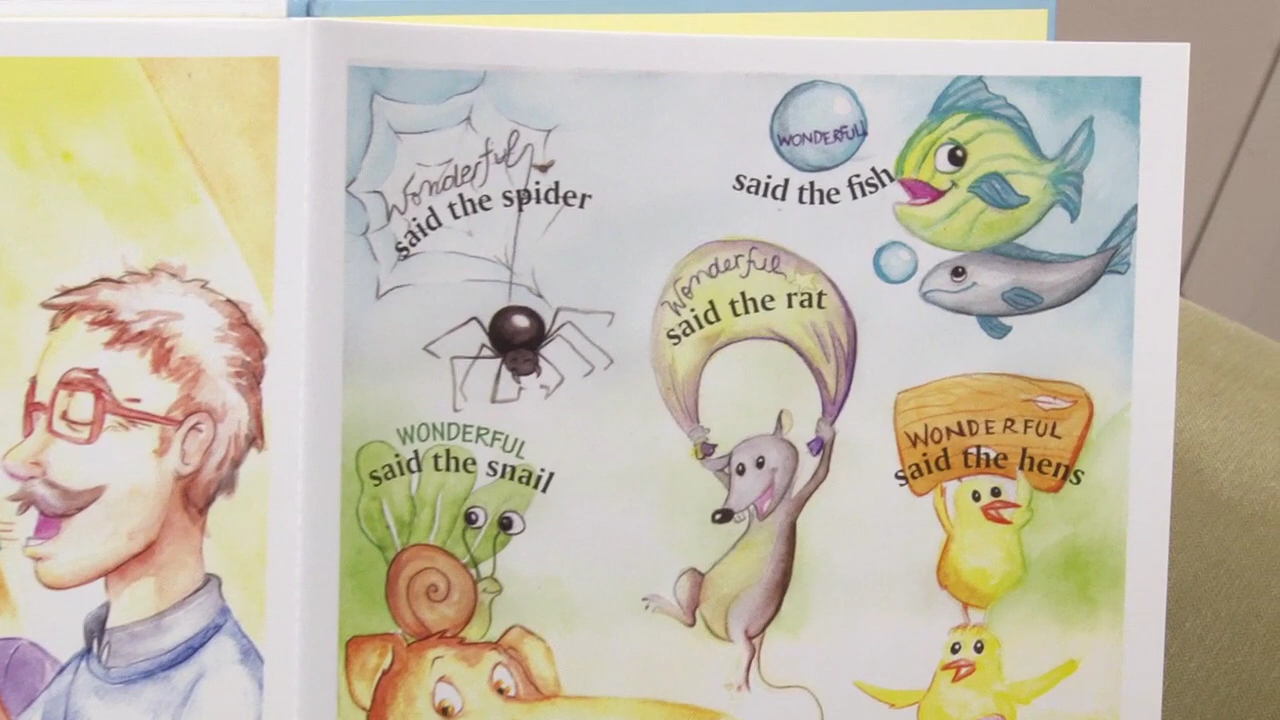 Wonderful
said the spider
WONDERFUL
said the fish
Wonderful
said the rat
WONDERFUL
said the snail
WONDERFUL
said the hens